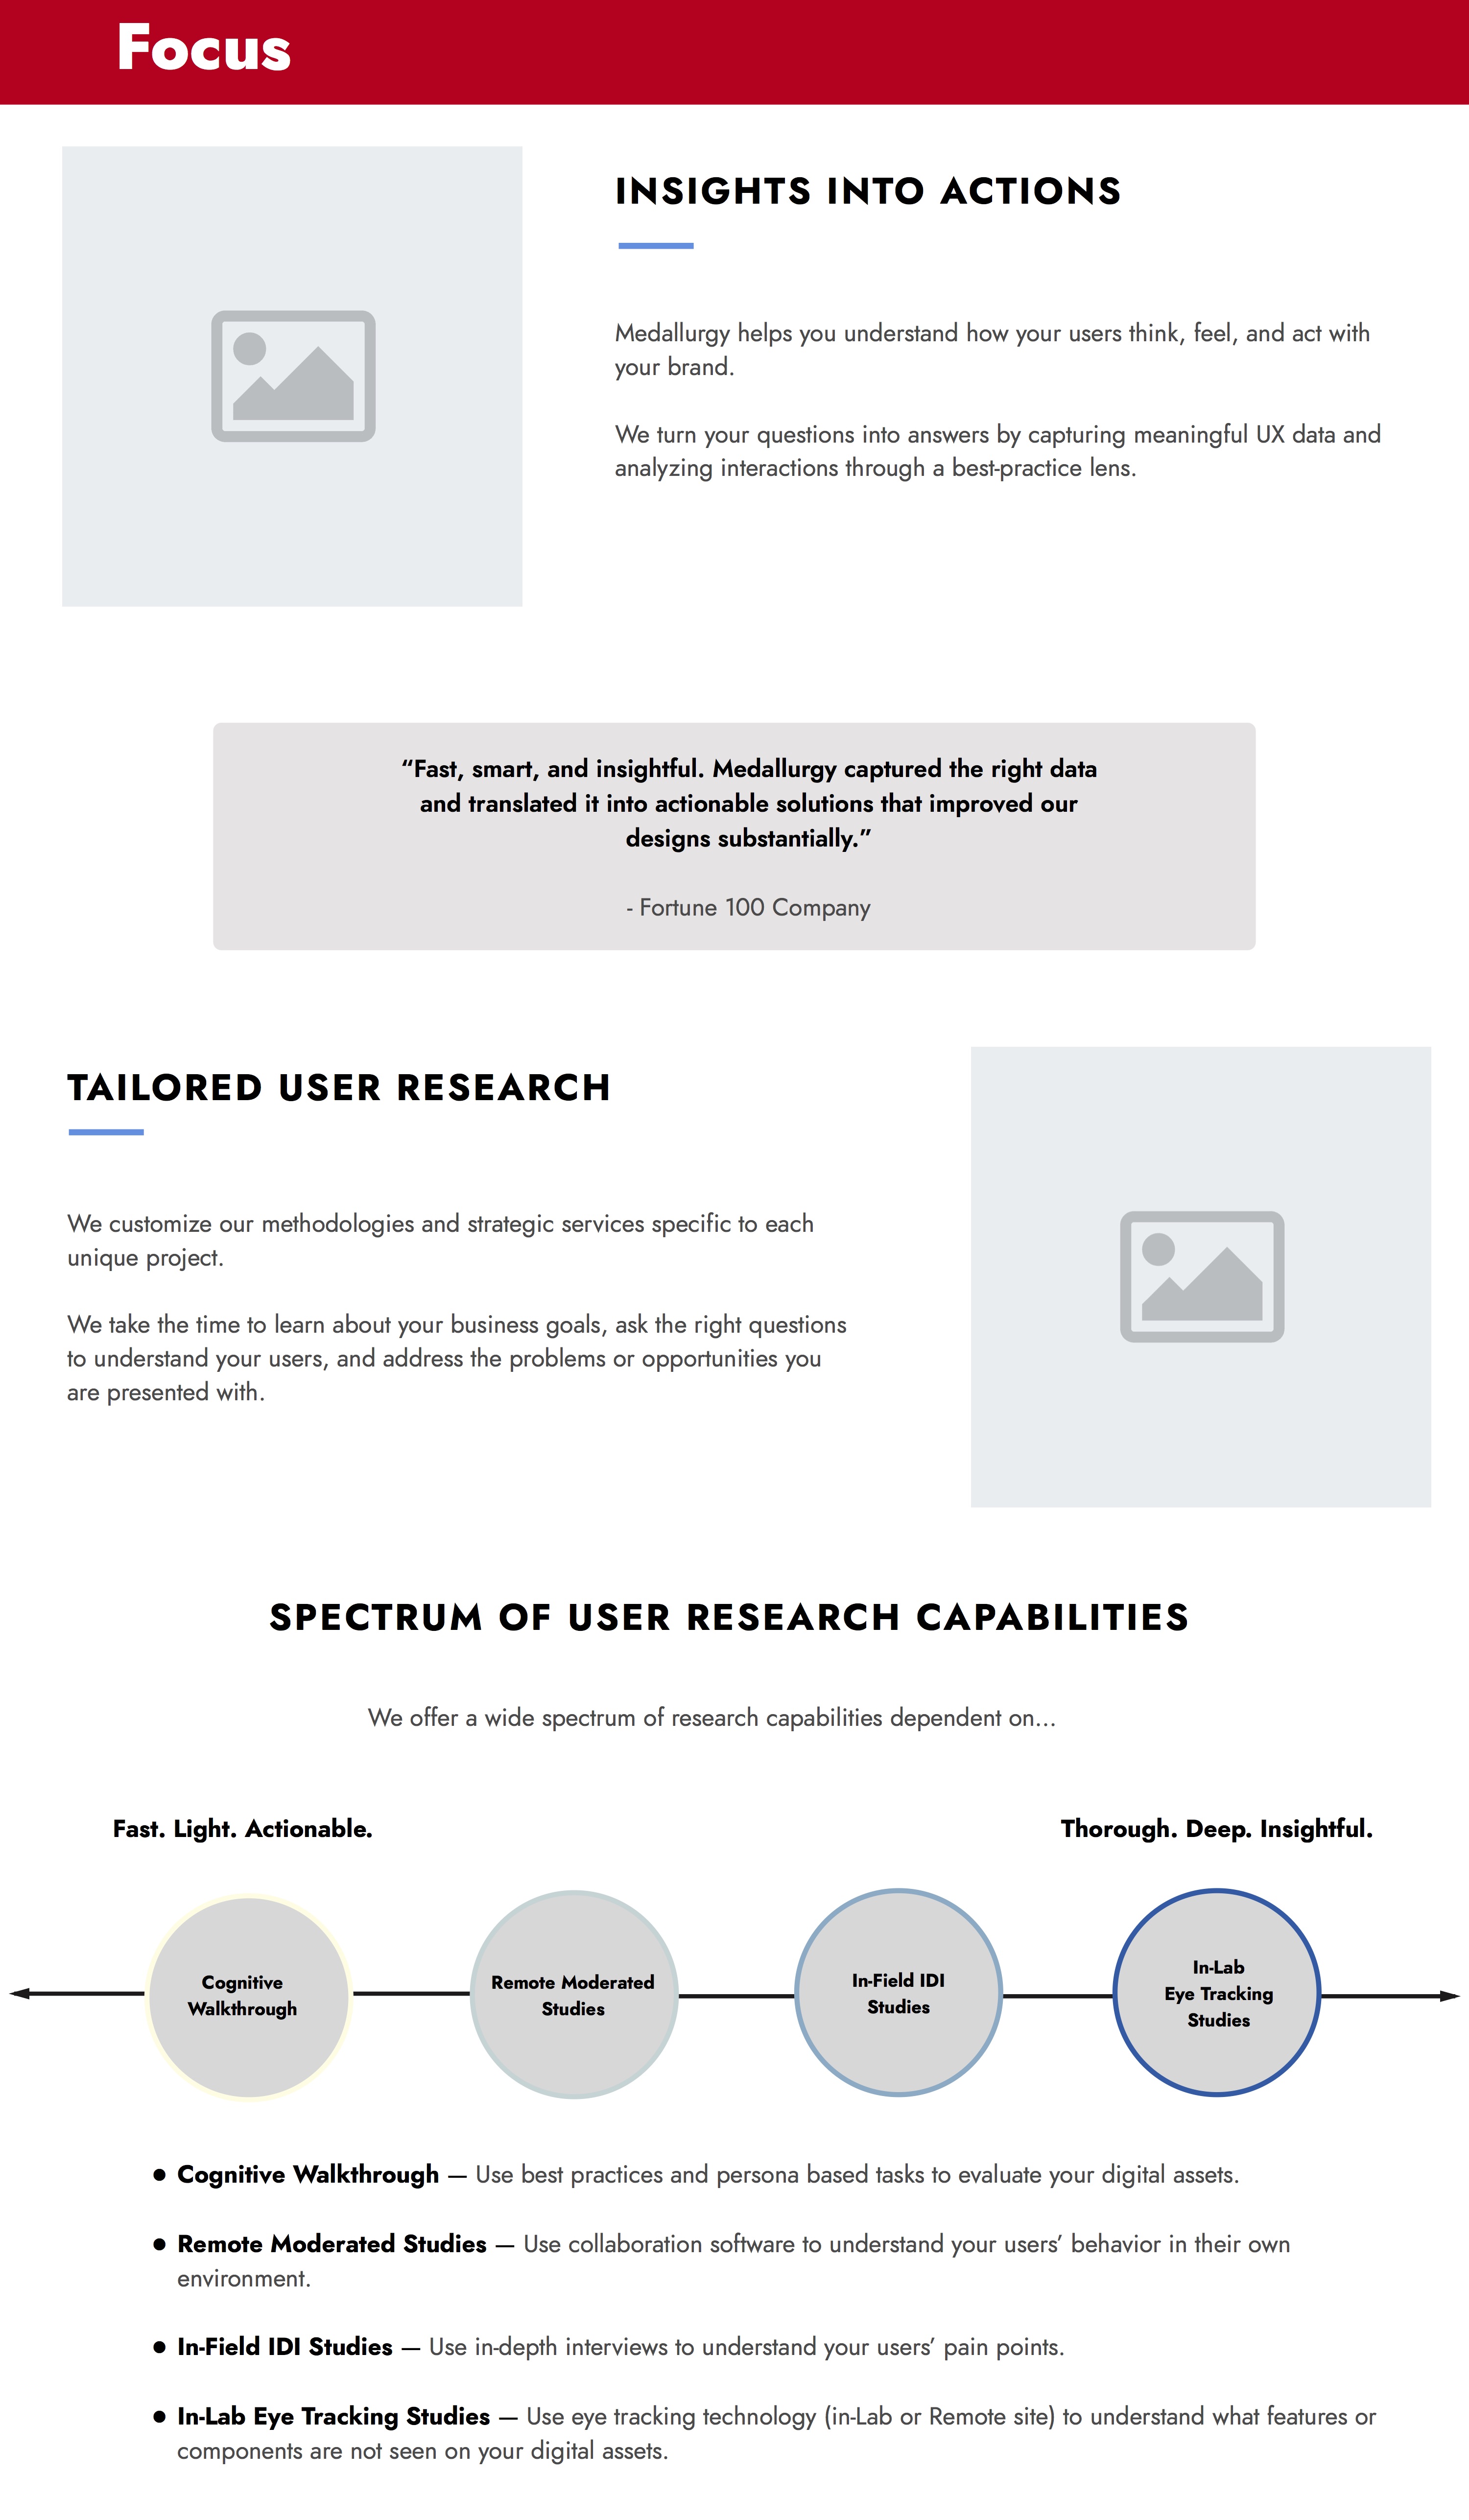 Focus
INSIGHTS INTO ACTIONS
Medallurgy helps you understand how your users think, feel, and act with
your brand.
We turn your questions into answers by capturing meaningful UX data and
analyzing interactions through a best-practice lens.
“Fast, smart, and insightful. Medallurgy captured the right data
and translated it into actionable solutions that improved our
designs substantially.”
- Fortune 100 Company
TAILORED USER RESEARCH
We customize our methodologies and strategic services specific to each
unique project.
We take the time to learn about your business goals, ask the right questions
to understand your users, and address the problems or opportunities you
are presented with.
SPECTRUM OF USER RESEARCH CAPABILITIES
We offer a wide spectrum of research capabilities dependent on...
Fast. Light. Actionable.
Thorough. Deep. Insightful.
Cognitive
Walkthrough
Remote Moderated
Studies
In-Field IDI
Studies
In-Lab
Eye Tracking
Studies
● Cognitive Walkthrough — Use best practices and persona based tasks to evaluate your digital assets.
● Remote Moderated Studies — Use collaboration software to understand your users’ behavior in their own
environment.
● In-Field IDI Studies — Use in-depth interviews to understand your users’ pain points.
● In-Lab Eye Tracking Studies — Use eye tracking technology (in-Lab or Remote site) to understand what features or
components are not seen on your digital assets.